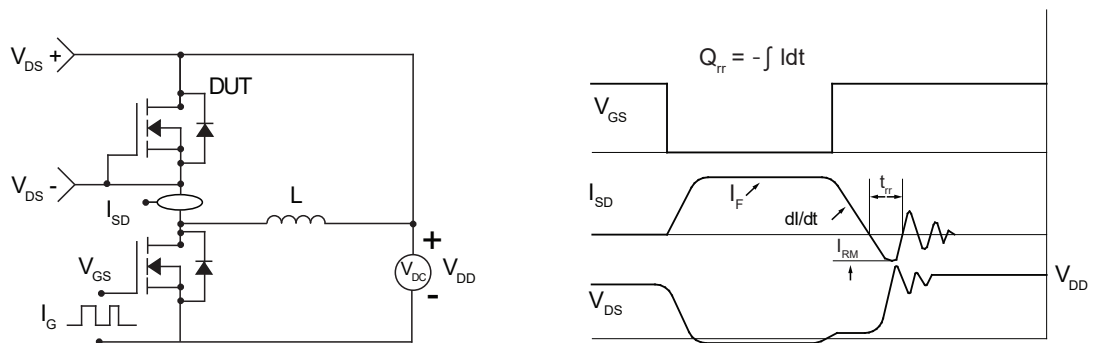 V_DS +
DUT
V_DS -
I_SD
L
V_GS
I_G
+
V_DC
V_DD
-
Q_rr = -∫ Idt
V_GS
I_SD
I_F
dI/dt
t_rr
I_RM
V_DS
V_DD